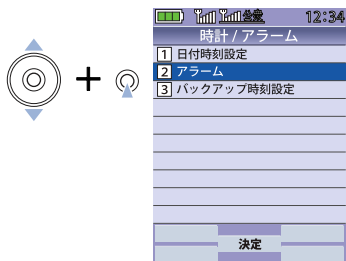 12:34
時計 / アラーム
1 日付時刻設定
2 アラーム
3 バックアップ時刻設定
決定